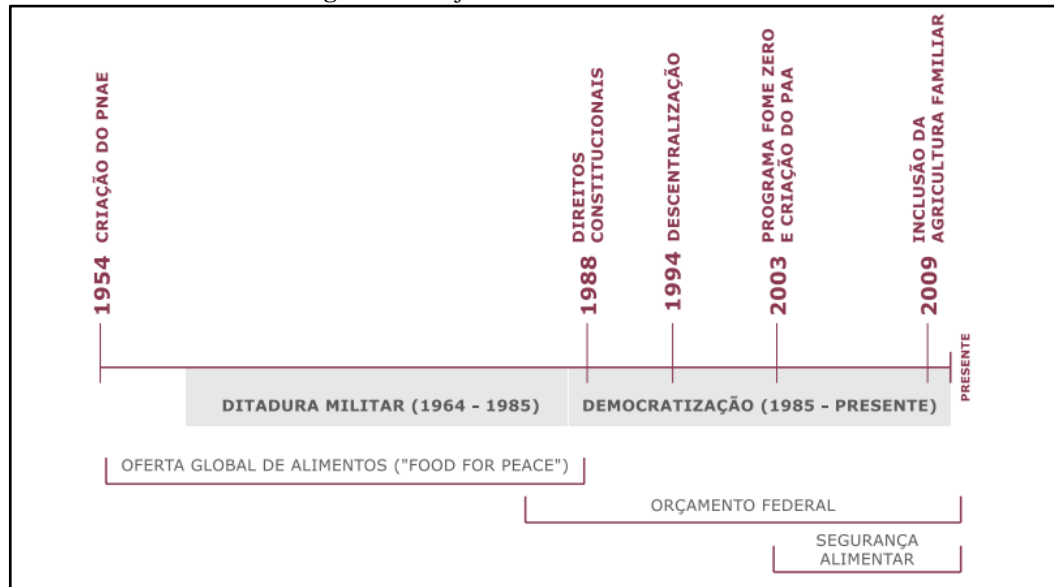 1954 CRIAÇÃO DO PNAE
1988 DIREITOS
CONSTITUCIONAIS
1994 DESCENTRALIZAÇÃO
2003 PROGRAMA FOME ZERO
E CRIAÇÃO DO PAA
2009 INCLUSÃO DA
AGRICULTURA FAMILIAR
PRESENTE
DITADURA MILITAR (1964 - 1985)
DEMOCRATIZAÇÃO (1985 - PRESENTE)
OFERTA GLOBAL DE ALIMENTOS ("FOOD FOR PEACE")
ORÇAMENTO FEDERAL
SEGURANÇA
ALIMENTAR